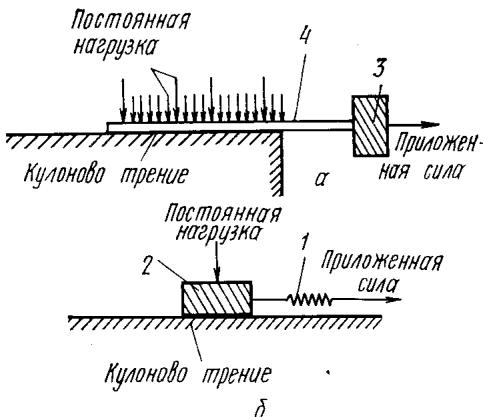 Постоянная
нагрузка
4
3
Кулоново трение
Приложен-
ная сила
а
Постоянная
нагрузка
1
2
Приложенная
сила
Кулоново трение
б